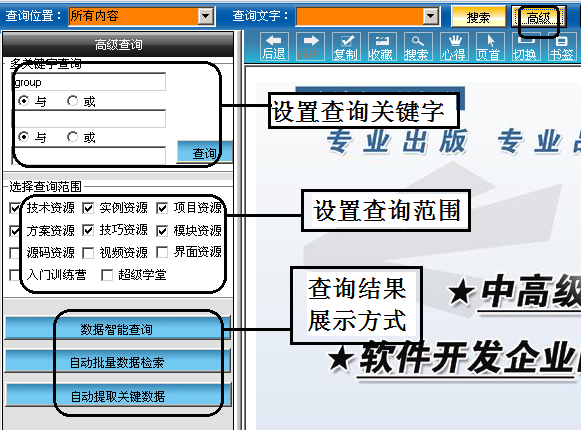 查询位置： 所有内容 查询文字： 搜索 高级
高级查询
后退 复制 收藏 搜索 心得 页首 切换 书签
多关键字查询
group
与 或
与 或
查询
设置查询关键字
专业出版 专业
选择查询范围
技术资源 实例资源 项目资源
方案资源 技巧资源 模块资源
源码资源 视频资源 界面资源
入门训练营 超级学堂
设置查询范围
查询结果
展示方式
数据智能查询
自动批量数据检索
自动提取关键数据
★中高级
★软件开发企业